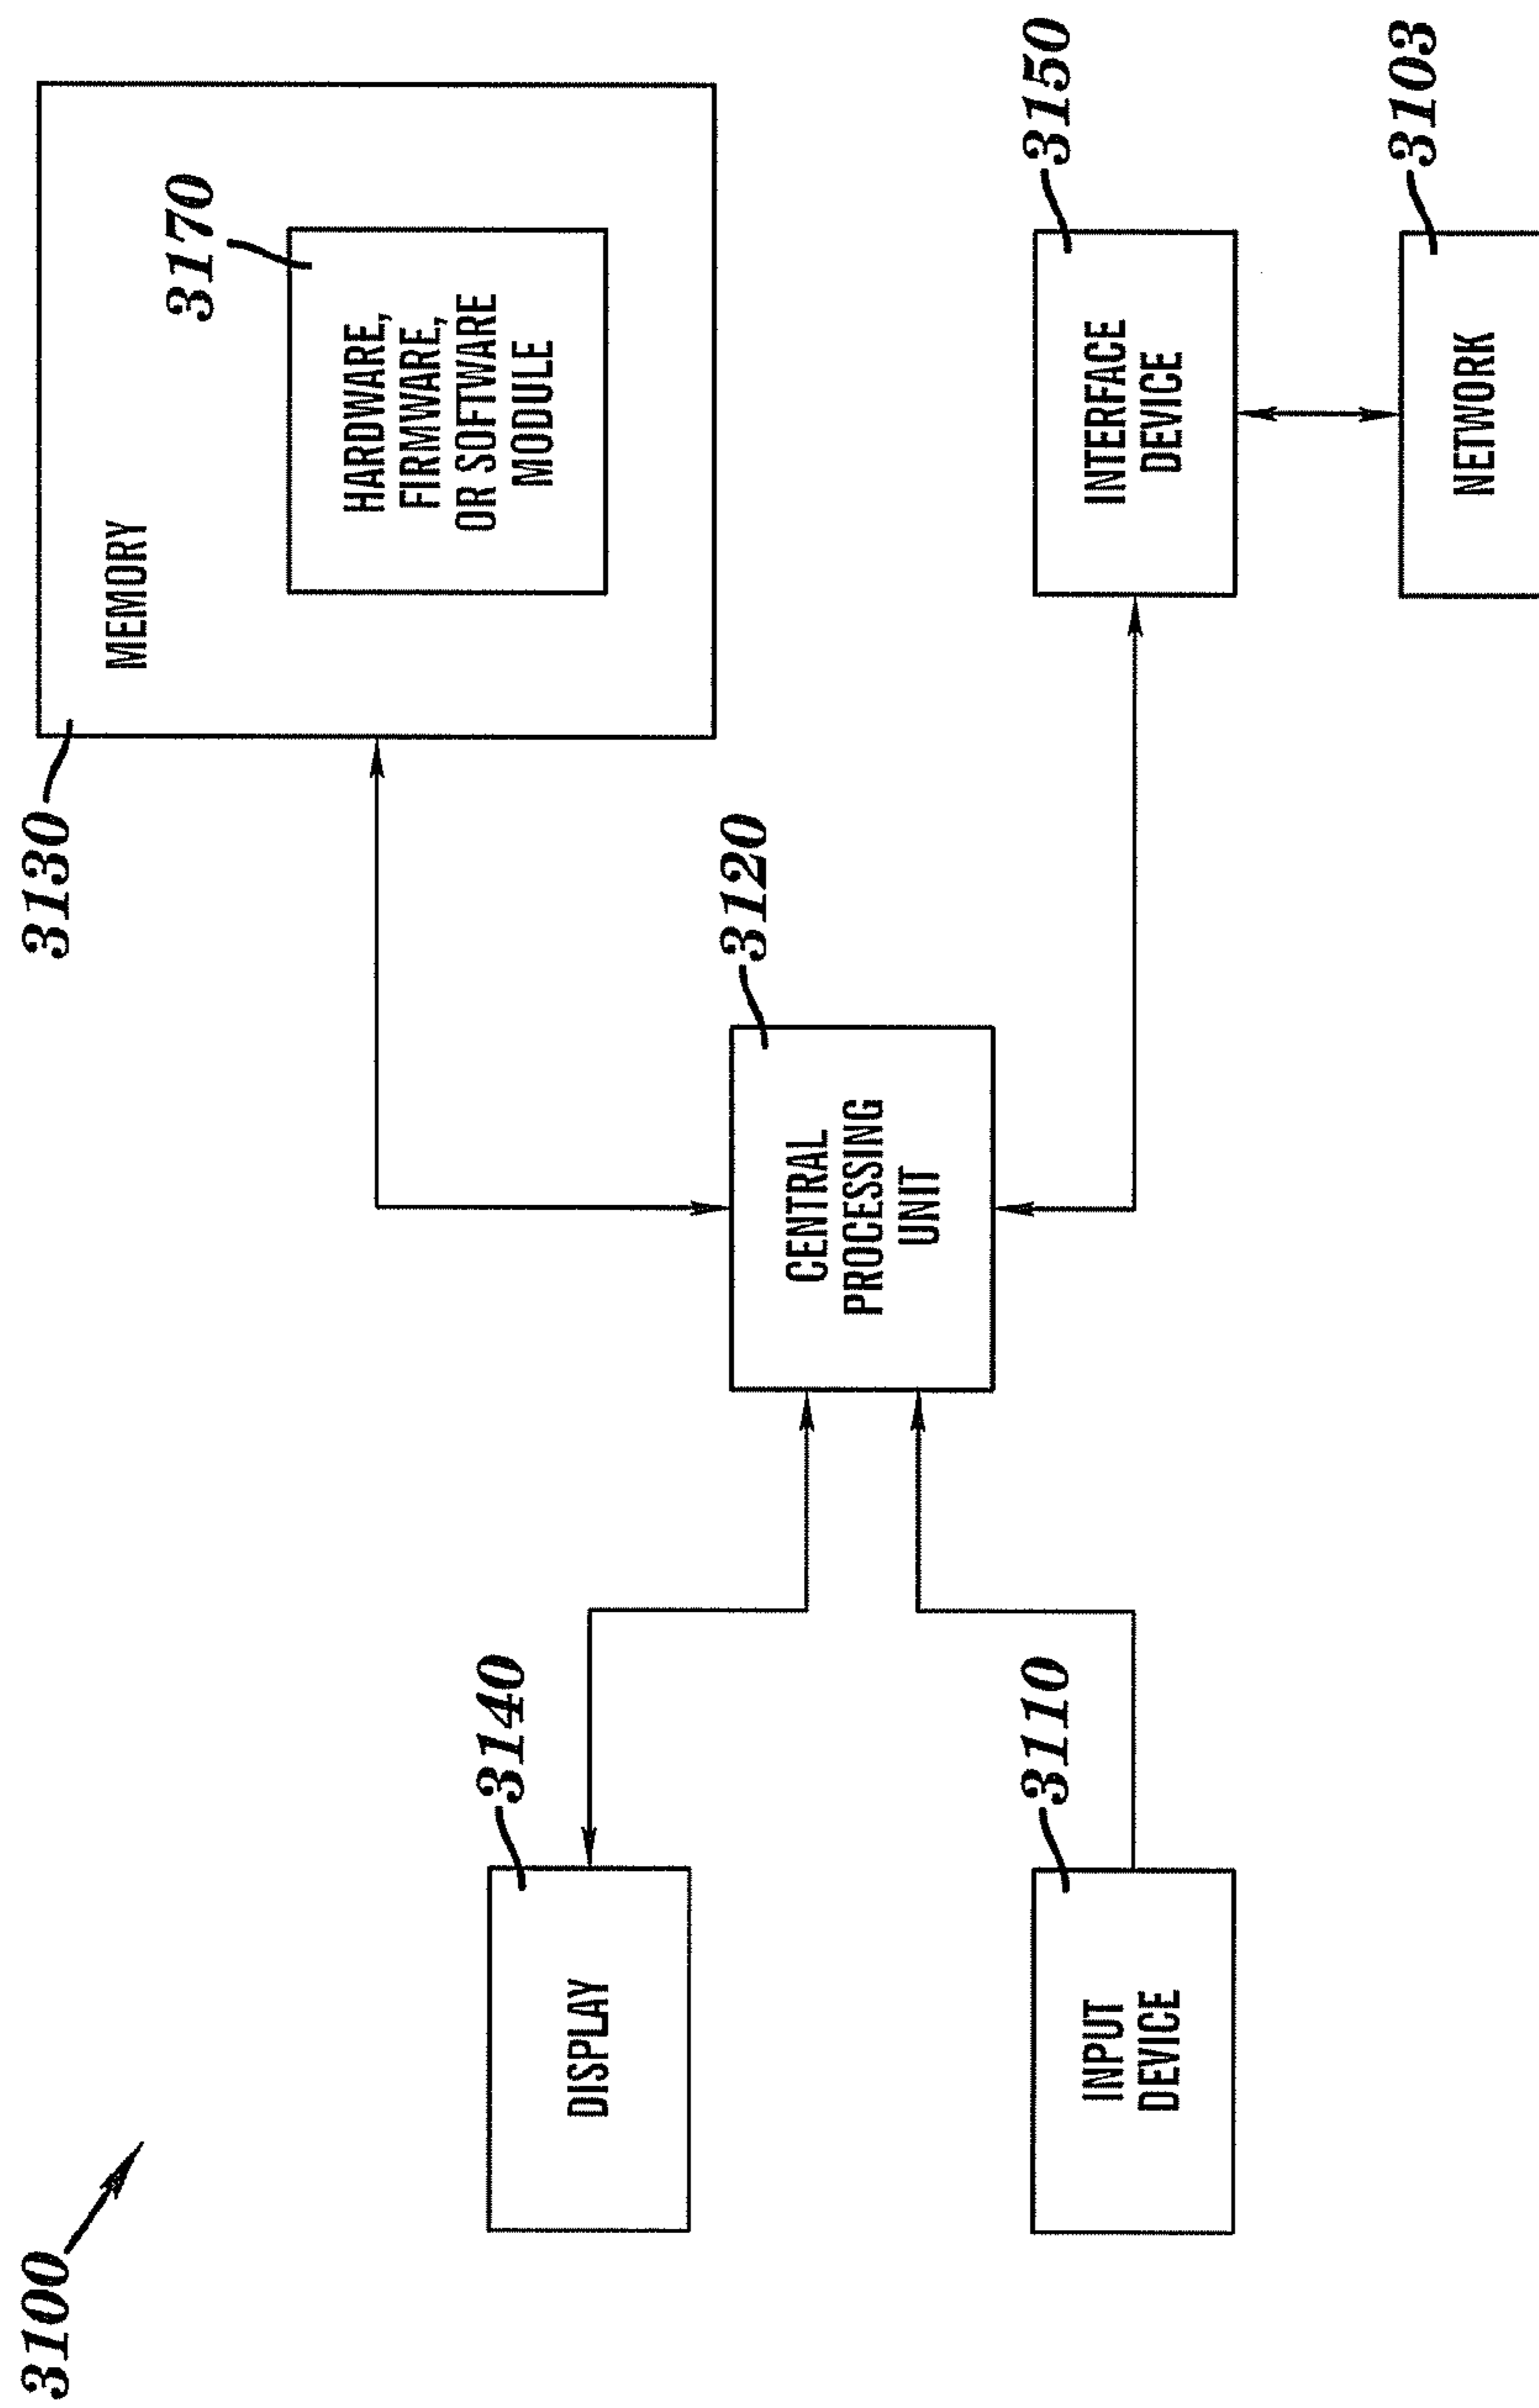 3100
3130
MEMORY
3170
HARDWARE,
FIRMWARE,
OR SOFTWARE
MODULE
3140
DISPLAY
3120
CENTRAL
PROCESSING
UNIT
3110
INPUT
DEVICE
3150
INTERFACE
DEVICE
3103
NETWORK